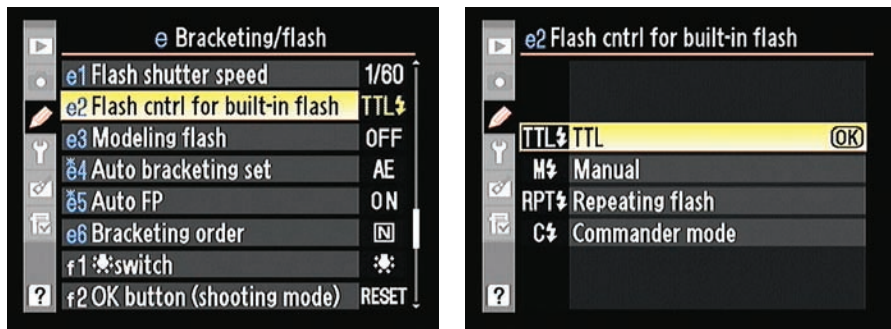 e Bracketing/flash
e1 Flash shutter speed 1/60
e2 Flash cntrl for built-in flash TTL⚡
e3 Modeling flash OFF
e4 Auto bracketing set AE
e5 Auto FP ON
e6 Bracketing order N
f1 switch
f2 OK button (shooting mode) RESET
?
e2 Flash cntrl for built-in flash
TTL⚡ TTL OK
M⚡ Manual
RPT⚡ Repeating flash
C⚡ Commander mode
?